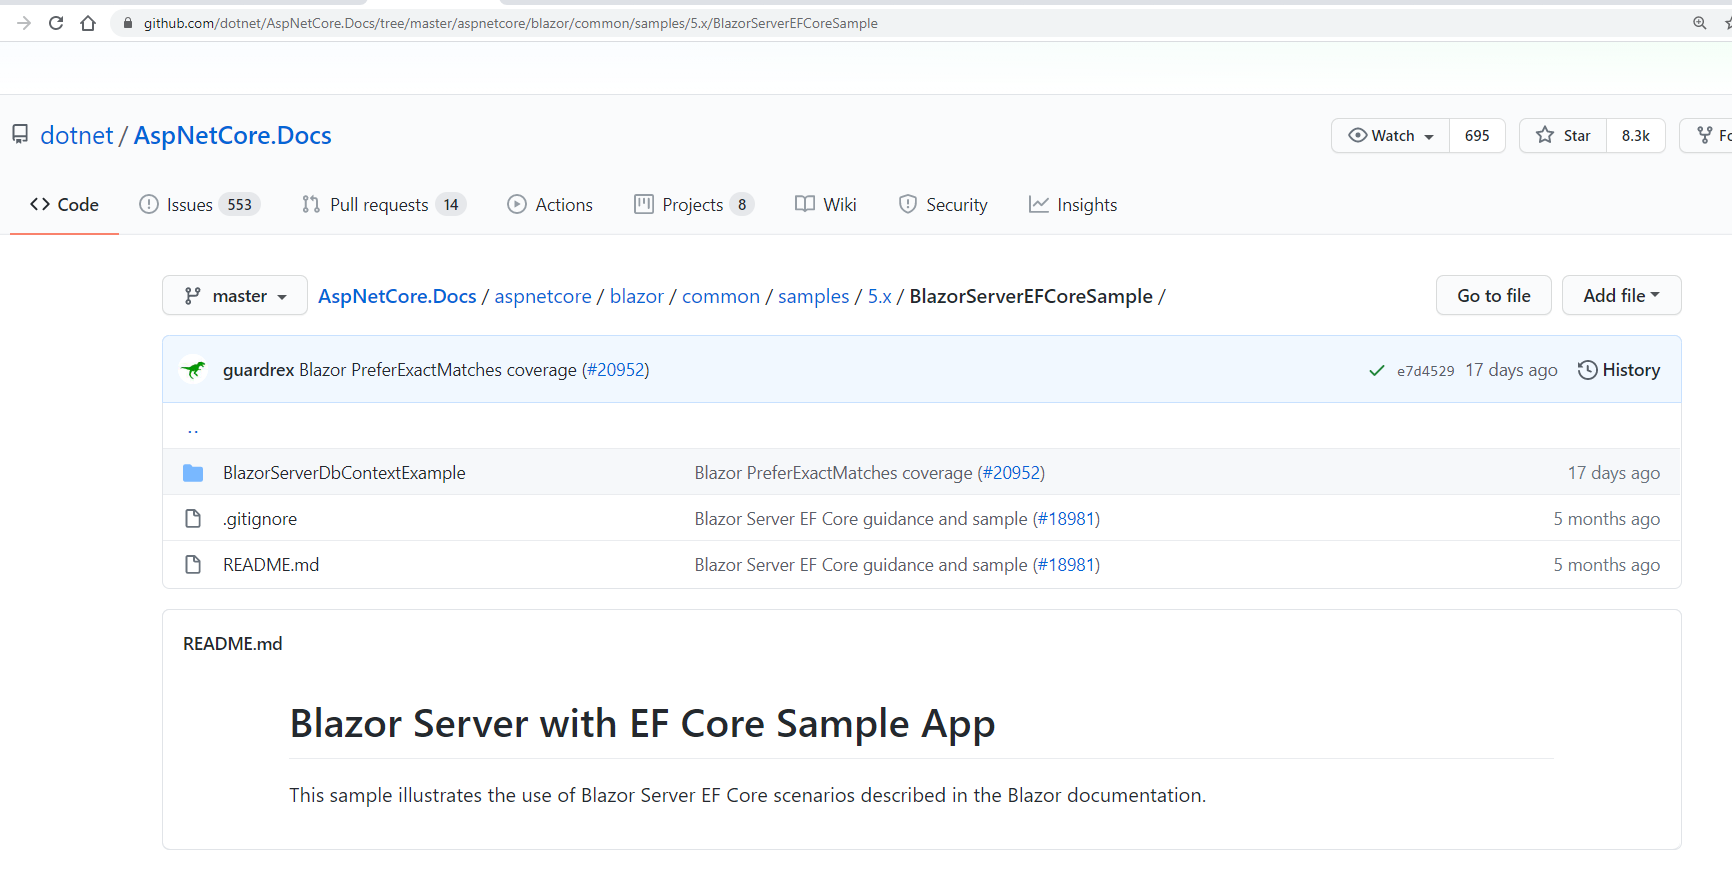 github.com/dotnet/AspNetCore.Docs/tree/master/aspnetcore/blazor/common/samples/5.x/BlazorServerEFCoreSample
dotnet / AspNetCore.Docs
Watch 695 Star 8.3k Fo
Code Issues 553 Pull requests 14 Actions Projects 8 Wiki Security Insights
master AspNetCore.Docs / aspnetcore / blazor / common / samples / 5.x / BlazorServerEFCoreSample / Go to file Add file
guardrex Blazor PreferExactMatches coverage (#20952) e7d4529 17 days ago History
..
BlazorServerDbContextExample Blazor PreferExactMatches coverage (#20952) 17 days ago
.gitignore Blazor Server EF Core guidance and sample (#18981) 5 months ago
README.md Blazor Server EF Core guidance and sample (#18981) 5 months ago
README.md
Blazor Server with EF Core Sample App
This sample illustrates the use of Blazor Server EF Core scenarios described in the Blazor documentation.